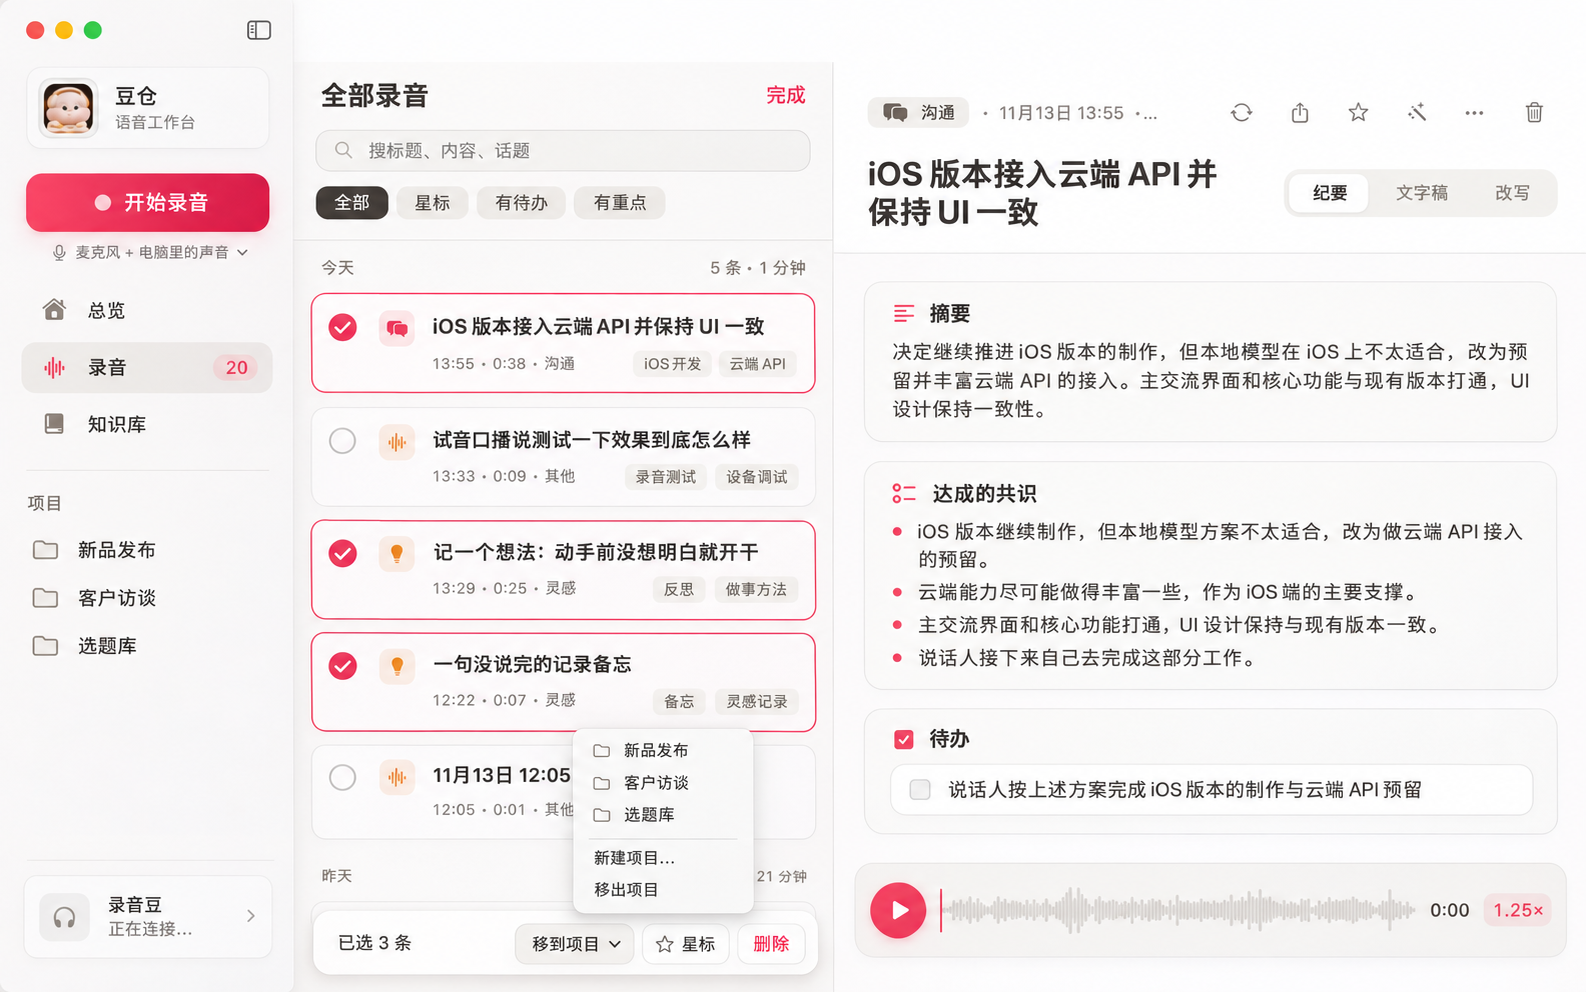 豆仓
语音工作台
开始录音
麦克风 + 电脑里的声音
总览
录音 20
知识库
项目
新品发布
客户访谈
选题库
录音豆
正在连接...
全部录音 完成
搜标题、内容、话题
全部 星标 有待办 有重点
今天 5 条 • 1 分钟
iOS 版本接入云端 API 并保持 UI 一致
13:55 • 0:38 • 沟通 iOS 开发 云端 API
试音口播说测试一下效果到底怎么样
13:33 • 0:09 • 其他 录音测试 设备调试
记一个想法：动手前没想明白就开干
13:29 • 0:25 • 灵感 反思 做事方法
一句没说完的记录备忘
12:22 • 0:07 • 灵感 备忘 灵感记录
11月13日 12:05
12:05 • 0:01 • 其他
昨天 21 分钟
新品发布
客户访谈
选题库
新建项目...
移出项目
已选 3 条 移到项目 星标 删除
沟通 • 11月13日 13:55 •...
iOS 版本接入云端 API 并
保持 UI 一致
纪要 文字稿 改写
摘要
决定继续推进 iOS 版本的制作，但本地模型在 iOS 上不太适合，改为预
留并丰富云端 API 的接入。主交流界面和核心功能与现有版本打通，UI
设计保持一致性。
达成的共识
• iOS 版本继续制作，但本地模型方案不太适合，改为做云端 API 接入
的预留。
• 云端能力尽可能做得丰富一些，作为 iOS 端的主要支撑。
• 主交流界面和核心功能打通，UI 设计保持与现有版本一致。
• 说话人接下来自己去完成这部分工作。
待办
说话人按上述方案完成 iOS 版本的制作与云端 API 预留
0:00 1.25×